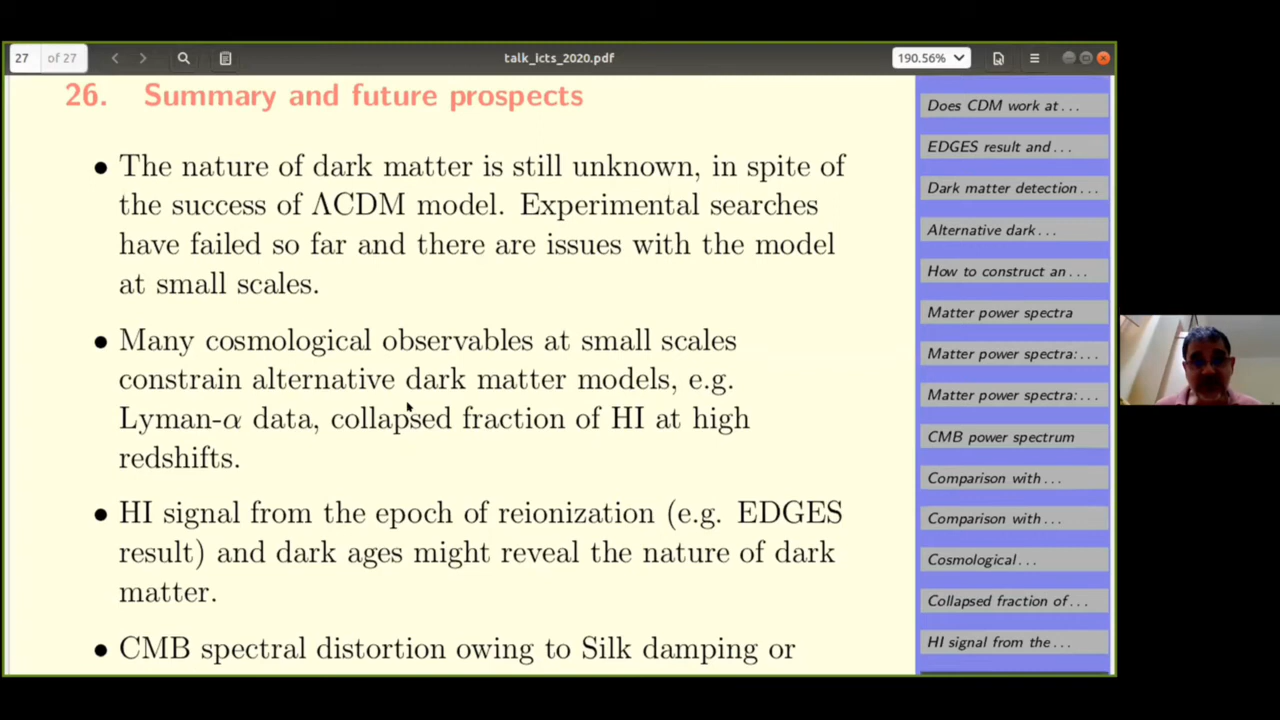 27 of 27
talk_icts_2020.pdf
190.56%
26. Summary and future prospects
• The nature of dark matter is still unknown, in spite of
the success of ΛCDM model. Experimental searches
have failed so far and there are issues with the model
at small scales.
• Many cosmological observables at small scales
constrain alternative dark matter models, e.g.
Lyman-α data, collapsed fraction of HI at high
redshifts.
• HI signal from the epoch of reionization (e.g. EDGES
result) and dark ages might reveal the nature of dark
matter.
• CMB spectral distortion owing to Silk damping or
Does CDM work at . . .
EDGES result and . . .
Dark matter detection . . .
Alternative dark . . .
How to construct an . . .
Matter power spectra
Matter power spectra: . . .
Matter power spectra: . . .
CMB power spectrum
Comparison with . . .
Comparison with . . .
Cosmological . . .
Collapsed fraction of . . .
HI signal from the . . .